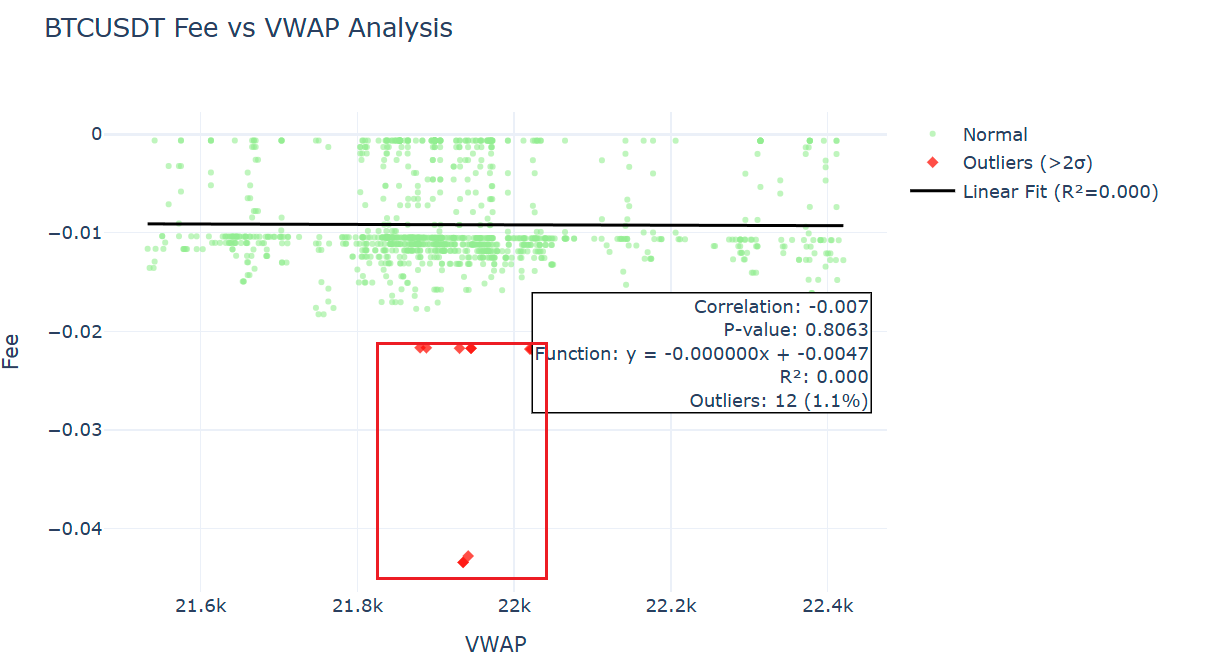 BTCUSDT Fee vs VWAP Analysis
0
−0.01
−0.02
−0.03
−0.04
Fee
21.6k
21.8k
22k
22.2k
22.4k
VWAP
Normal
Outliers (>2σ)
Linear Fit (R²=0.000)
Correlation: -0.007
P-value: 0.8063
Function: y = -0.000000x + -0.0047
R²: 0.000
Outliers: 12 (1.1%)